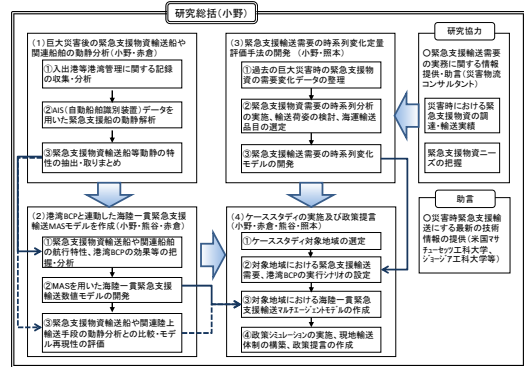 研究総括(小野)
(1)巨大災害後の緊急支援物資輸送船や
関連船舶の動静分析(小野・赤倉)
①入出港等港湾管理に関する記録
の収集・分析
②AIS(自動船舶識別装置)データを
用いた緊急支援船の動静解析
③緊急支援物資輸送船等動静の特
性の抽出・取りまとめ
(2)港湾BCPと連動した海陸一貫緊急支援
輸送MASモデルを作成(小野・赤倉・熊谷・照本)
①緊急支援物資輸送船や関連船舶
の航行特性、港湾BCPの効果等の把
握・分析
②MASを用いた海陸一貫緊急支援
輸送数値モデルの開発
③緊急支援物資輸送船や関連陸上
輸送手段の動静分析との比較・モデ
ル再現性の評価
(3)緊急支援輸送需要の時系列変化定量
評価手法の開発 (小野・照本)
①過去の巨大災害時の緊急支援物
資の需要変化データの整理
②緊急支援物資需要の時系列分析
の実施、輸送荷姿の検討、海運輸送
品目の選定
③緊急支援輸送需要の時系列変化
モデルの開発
(4)ケーススタディの実施及び政策提言
(小野・赤倉・熊谷・照本)
①ケーススタディ対象地域の選定
②対象地域における緊急支援輸送
需要、港湾BCPの実行シナリオの設定
③対象地域における海陸一貫緊急
支援輸送マルチエージェントモデルの作成
④政策シミュレーションの実施、現地輸送
体制の構築、政策提言の作成
研究協力
〇緊急支援輸送需要
の実務に関する情報
提供・助言(災害物流
コンサルタント)
災害時における緊
急支援物資の調
達・輸送実績
緊急支援物資ニー
ズの把握
助言
〇災害時緊急支援輸
送にする最新の技術
情報の提供(米国マサ
チューセッツ工科大学、
ジョージア工科大学等)